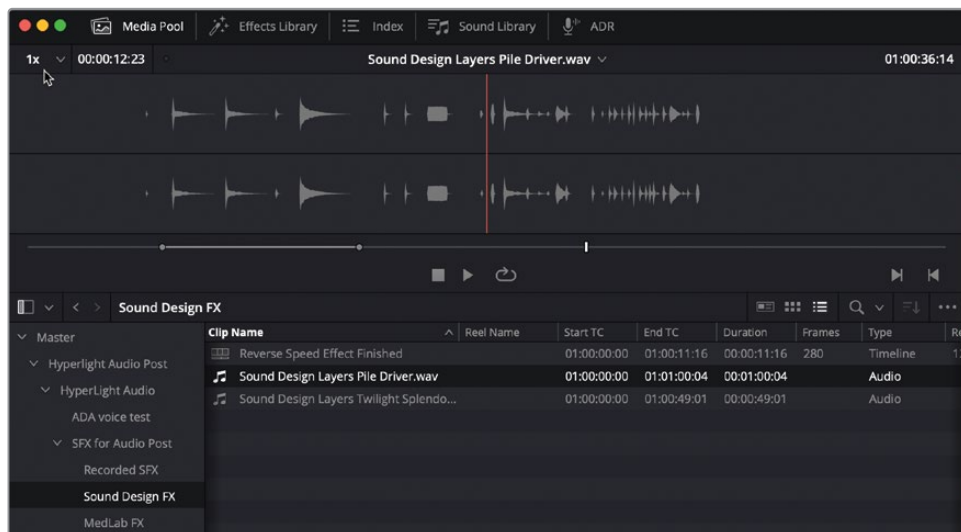 Media Pool Effects Library Index Sound Library ADR
1x 00:00:12:23 Sound Design Layers Pile Driver.wav 01:00:36:14
Sound Design FX
Clip Name Reel Name Start TC End TC Duration Frames Type
Master
Reverse Speed Effect Finished 01:00:00:00 01:00:11:16 00:00:11:16 280 Timeline
Hyperlight Audio Post
Sound Design Layers Pile Driver.wav 01:00:00:00 01:01:00:04 00:01:00:04 Audio
HyperLight Audio
Sound Design Layers Twilight Splendo... 01:00:00:00 01:00:49:01 00:00:49:01 Audio
ADA voice test
SFX for Audio Post
Recorded SFX
Sound Design FX
MedLab FX